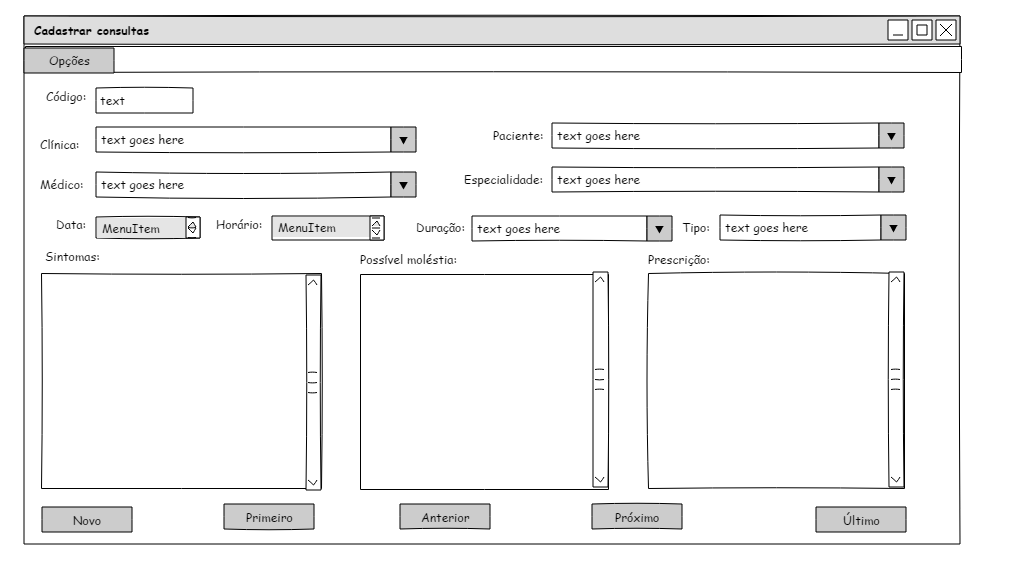 Cadastrar consultas
Opções
Código: text
Clínica: text goes here
Paciente: text goes here
Médico: text goes here
Especialidade: text goes here
Data: MenuItem
Horário: MenuItem
Duração: text goes here
Tipo: text goes here
Sintomas:
Possível moléstia:
Prescrição:
Novo
Primeiro
Anterior
Próximo
Último